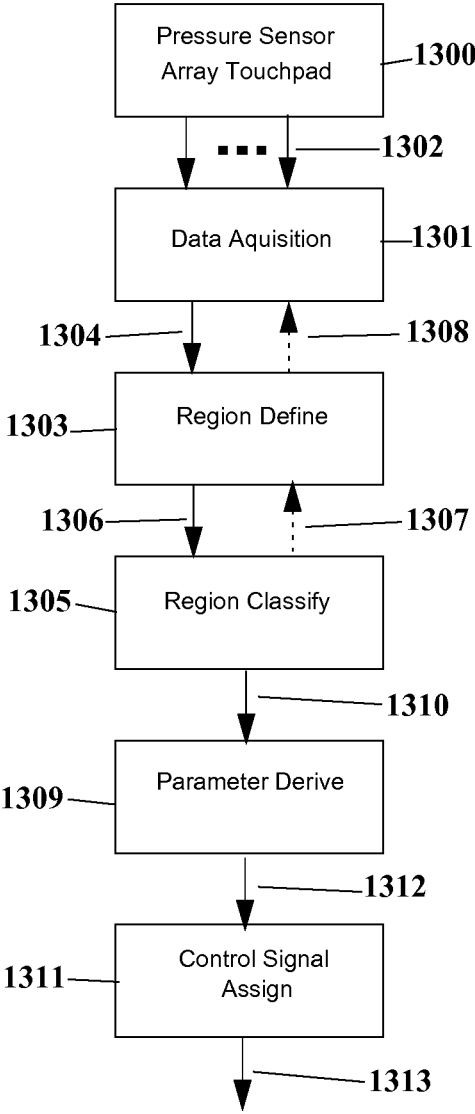 Pressure Sensor
Array Touchpad
1300
1302
Data Aquisition
1301
1304
1308
1303
Region Define
1306
1307
1305
Region Classify
1310
Parameter Derive
1309
1312
Control Signal
Assign
1311
1313